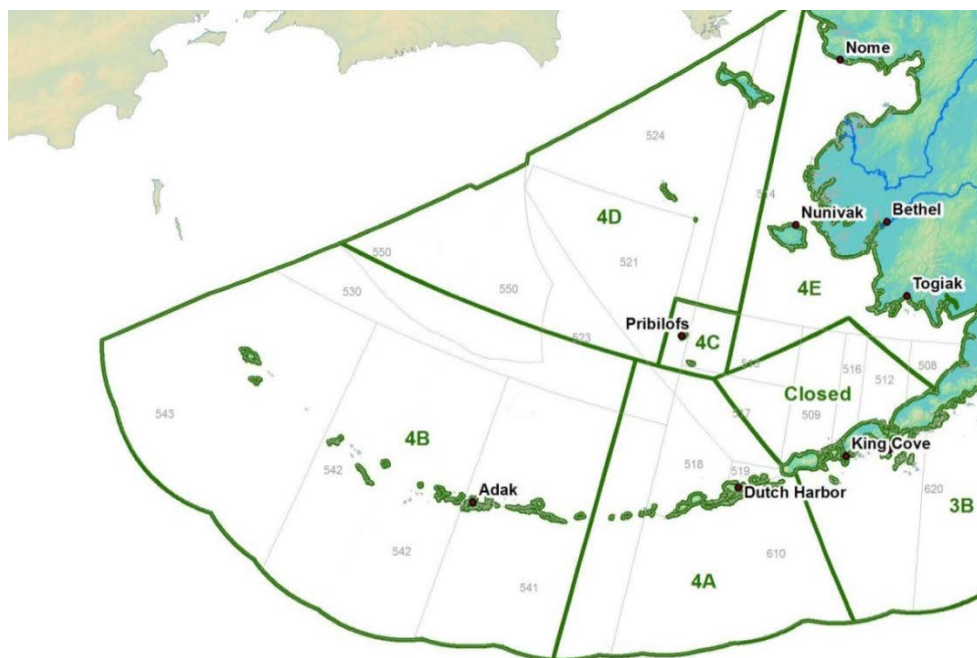 Nome
524
514
4D
Nunivak
Bethel
550
521
4E
Togiak
530
550
Pribilofs
523
4C
516
508
512
Closed
543
4B
517
509
King Cove
542
518
519
Adak
Dutch Harbor
620
3B
542
610
541
4A